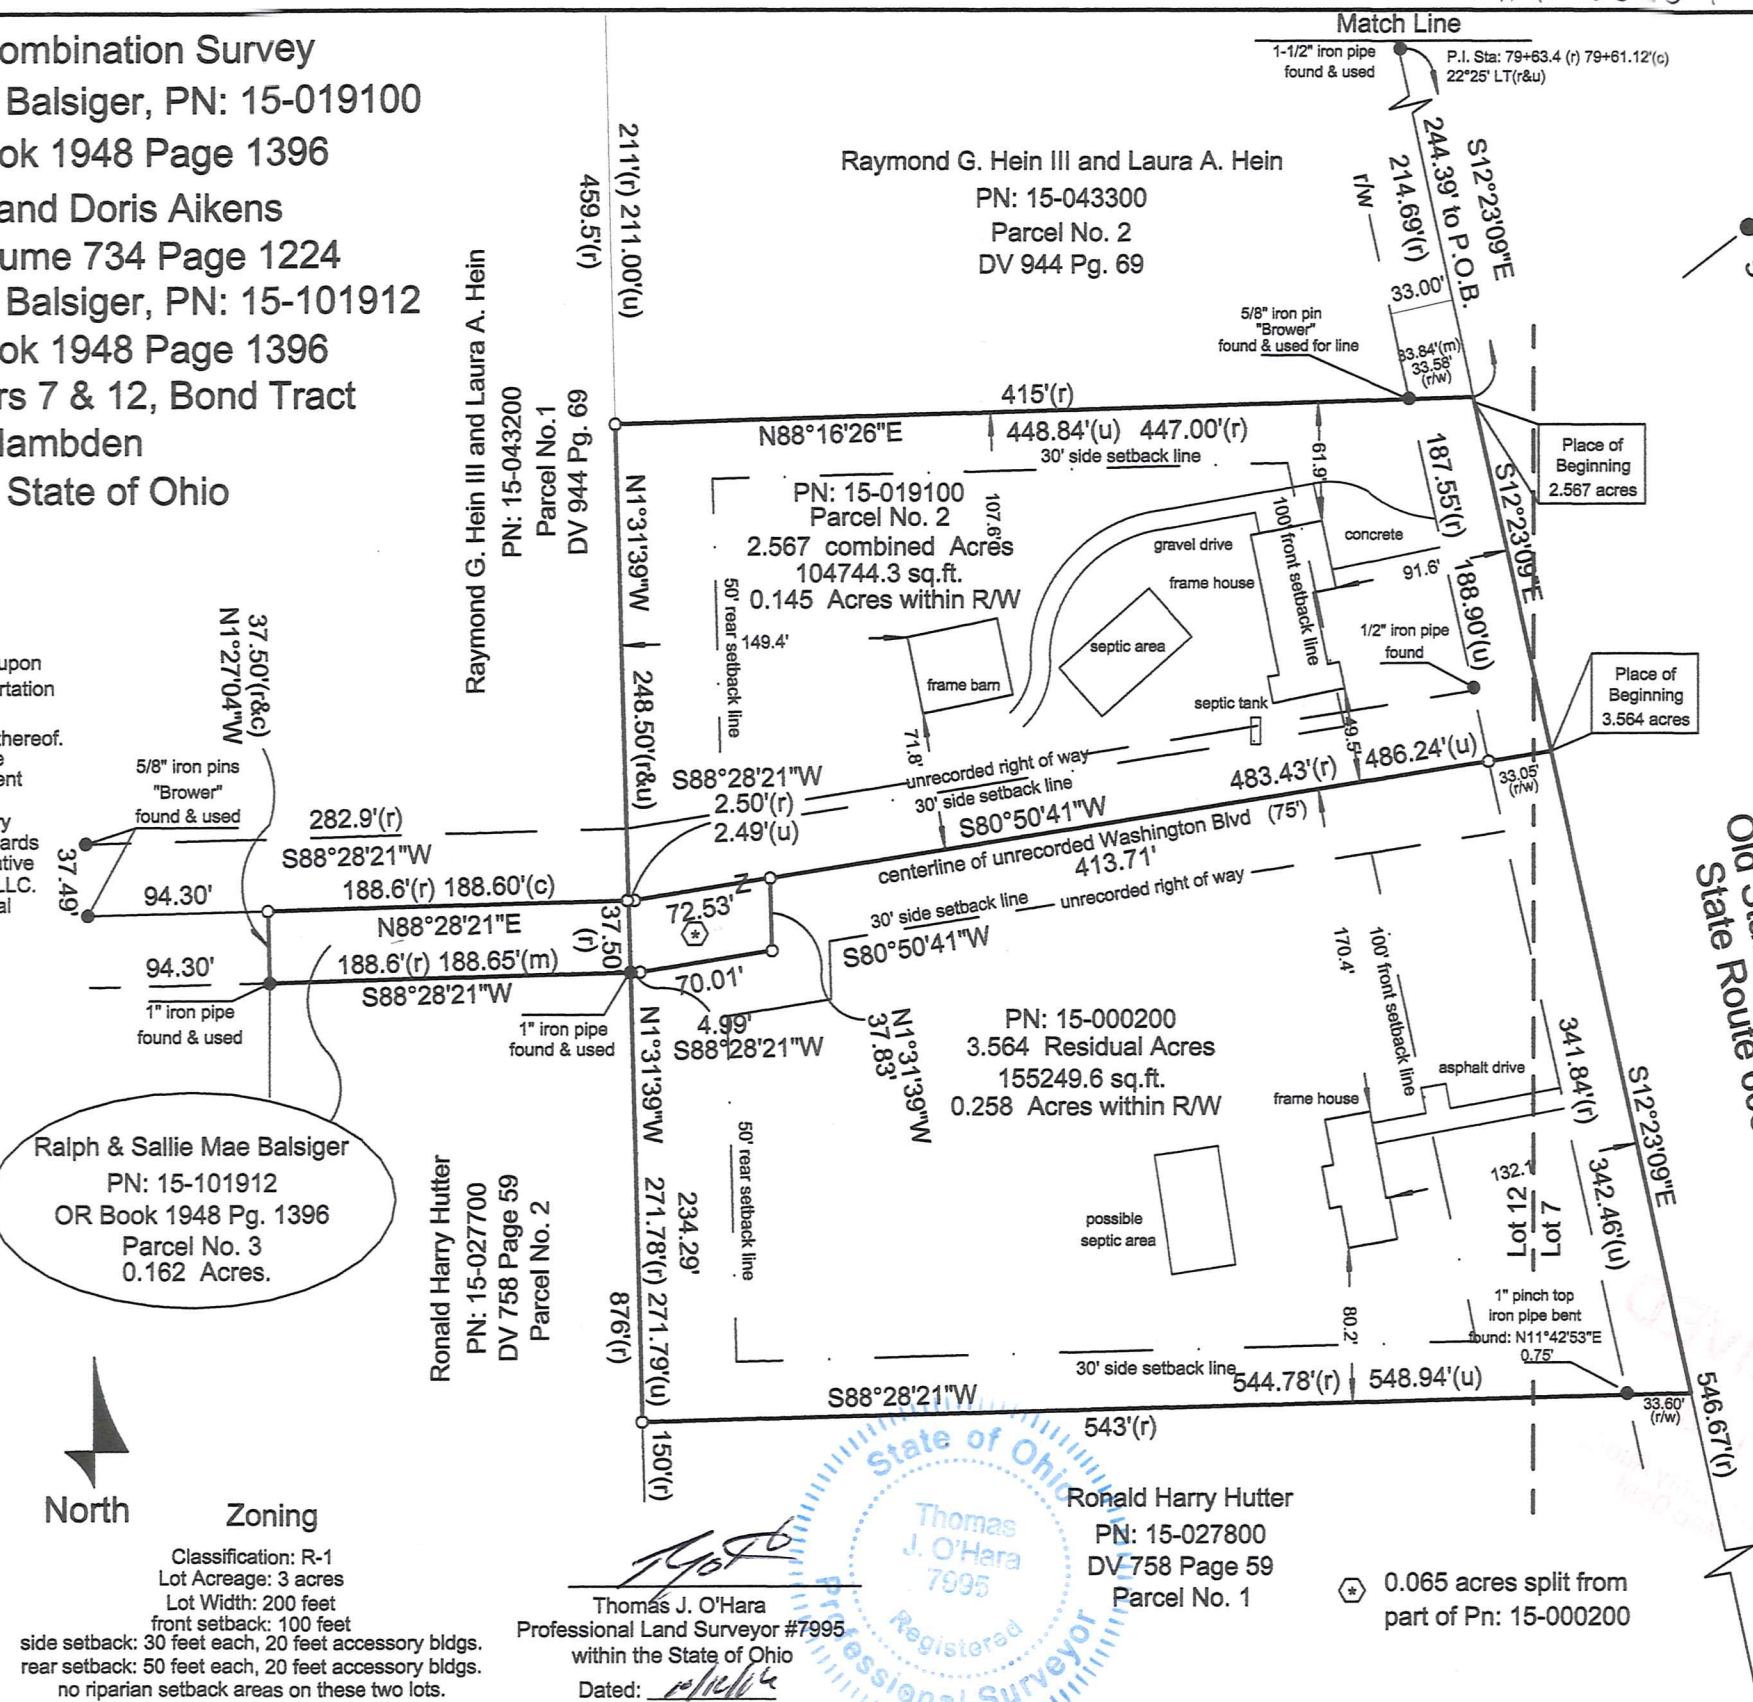 ombination Survey
Balsiger, PN: 15-019100
ok 1948 Page 1396
and Doris Aikens
ume 734 Page 1224
Balsiger, PN: 15-101912
ok 1948 Page 1396
rs 7 & 12, Bond Tract
State of Ohio
upon
rtation
thereof.
ent
ry
ards
tive
LLC.
al
Match Line
1-1/2" iron pipe
found & used
P.I. Sta: 79+63.4 (r) 79+61.12'(c)
22°25' LT(r&u)
S12°23'09"E
244.39' to P.O.B.
214.69'(r)
r/w
33.00'
33.84'(m)
33.58'
(r/w)
5/8" iron pin
"Brower"
found & used for line
Raymond G. Hein III and Laura A. Hein
PN: 15-043300
Parcel No. 2
DV 944 Pg. 69
211'(r) 211.00'(u)
459.5'(r)
Raymond G. Hein III and Laura A. Hein
PN: 15-043200
Parcel No.1
DV 944 Pg. 69
415'(r)
N88°16'26"E
448.84'(u) 447.00'(r)
30' side setback line
Place of
Beginning
2.567 acres
PN: 15-019100
Parcel No. 2
2.567 combined Acres
104744.3 sq.ft.
0.145 Acres within R/W
107.6'
61.9'
187.55'(r)
S12°23'09"E
188.90'(u)
gravel drive
concrete
frame house
100' front setback line
91.6'
1/2" iron pipe
found
50' rear setback line
149.4'
frame barn
septic area
septic tank
71.8'
49.5'
N1°31'39"W
248.50'(r&u)
Place of
Beginning
3.564 acres
37.50'(r&c)
N1°27'04"W
5/8" iron pins
"Brower"
found & used
37.49'
282.9'(r)
S88°28'21"W
94.30'
188.6'(r) 188.60'(c)
N88°28'21"E
94.30'
188.6'(r) 188.65'(m)
S88°28'21"W
1" iron pipe
found & used
1" iron pipe
found & used
S88°28'21"W
2.50'(r)
2.49'(u)
unrecorded right of way
30' side setback line
483.43'(r)
486.24'(u)
33.05'
(r/w)
S80°50'41"W
centerline of unrecorded Washington Blvd (75')
413.71'
Z
72.53'
37.50
(r)
70.01'
4.99'
S88°28'21"W
30' side setback line
unrecorded right of way
S80°50'41"W
N1°31'39"W
37.83'
PN: 15-000200
3.564 Residual Acres
155249.6 sq.ft.
0.258 Acres within R/W
170.4'
100' front setback line
asphalt drive
frame house
341.84'(r)
S12°23'09"E
342.46'(u)
State Route
132.1
Lot 12
Lot 7
possible
septic area
80.2'
1" pinch top
iron pipe bent
found: N11°42'53"E
0.75'
N1°31'39"W
271.78'(r) 271.79'(u)
234.29'
50' rear setback line
876'(r)
Ralph & Sallie Mae Balsiger
PN: 15-101912
OR Book 1948 Pg. 1396
Parcel No. 3
0.162 Acres.
Ronald Harry Hutter
PN: 15-027700
DV 758 Page 59
Parcel No. 2
30' side setback line
S88°28'21"W
544.78'(r)
548.94'(u)
33.60'
(r/w)
543'(r)
546.67'(r)
150'(r)
North
Zoning
Classification: R-1
Lot Acreage: 3 acres
Lot Width: 200 feet
front setback: 100 feet
side setback: 30 feet each, 20 feet accessory bldgs.
rear setback: 50 feet each, 20 feet accessory bldgs.
no riparian setback areas on these two lots.
Thomas J. O'Hara
Professional Land Surveyor #7995
within the State of Ohio
Dated:
State of Ohio
Thomas
J. O'Hara
7995
Registered
Professional Surveyor
Ronald Harry Hutter
PN: 15-027800
DV 758 Page 59
Parcel No. 1
* 0.065 acres split from
part of Pn: 15-000200